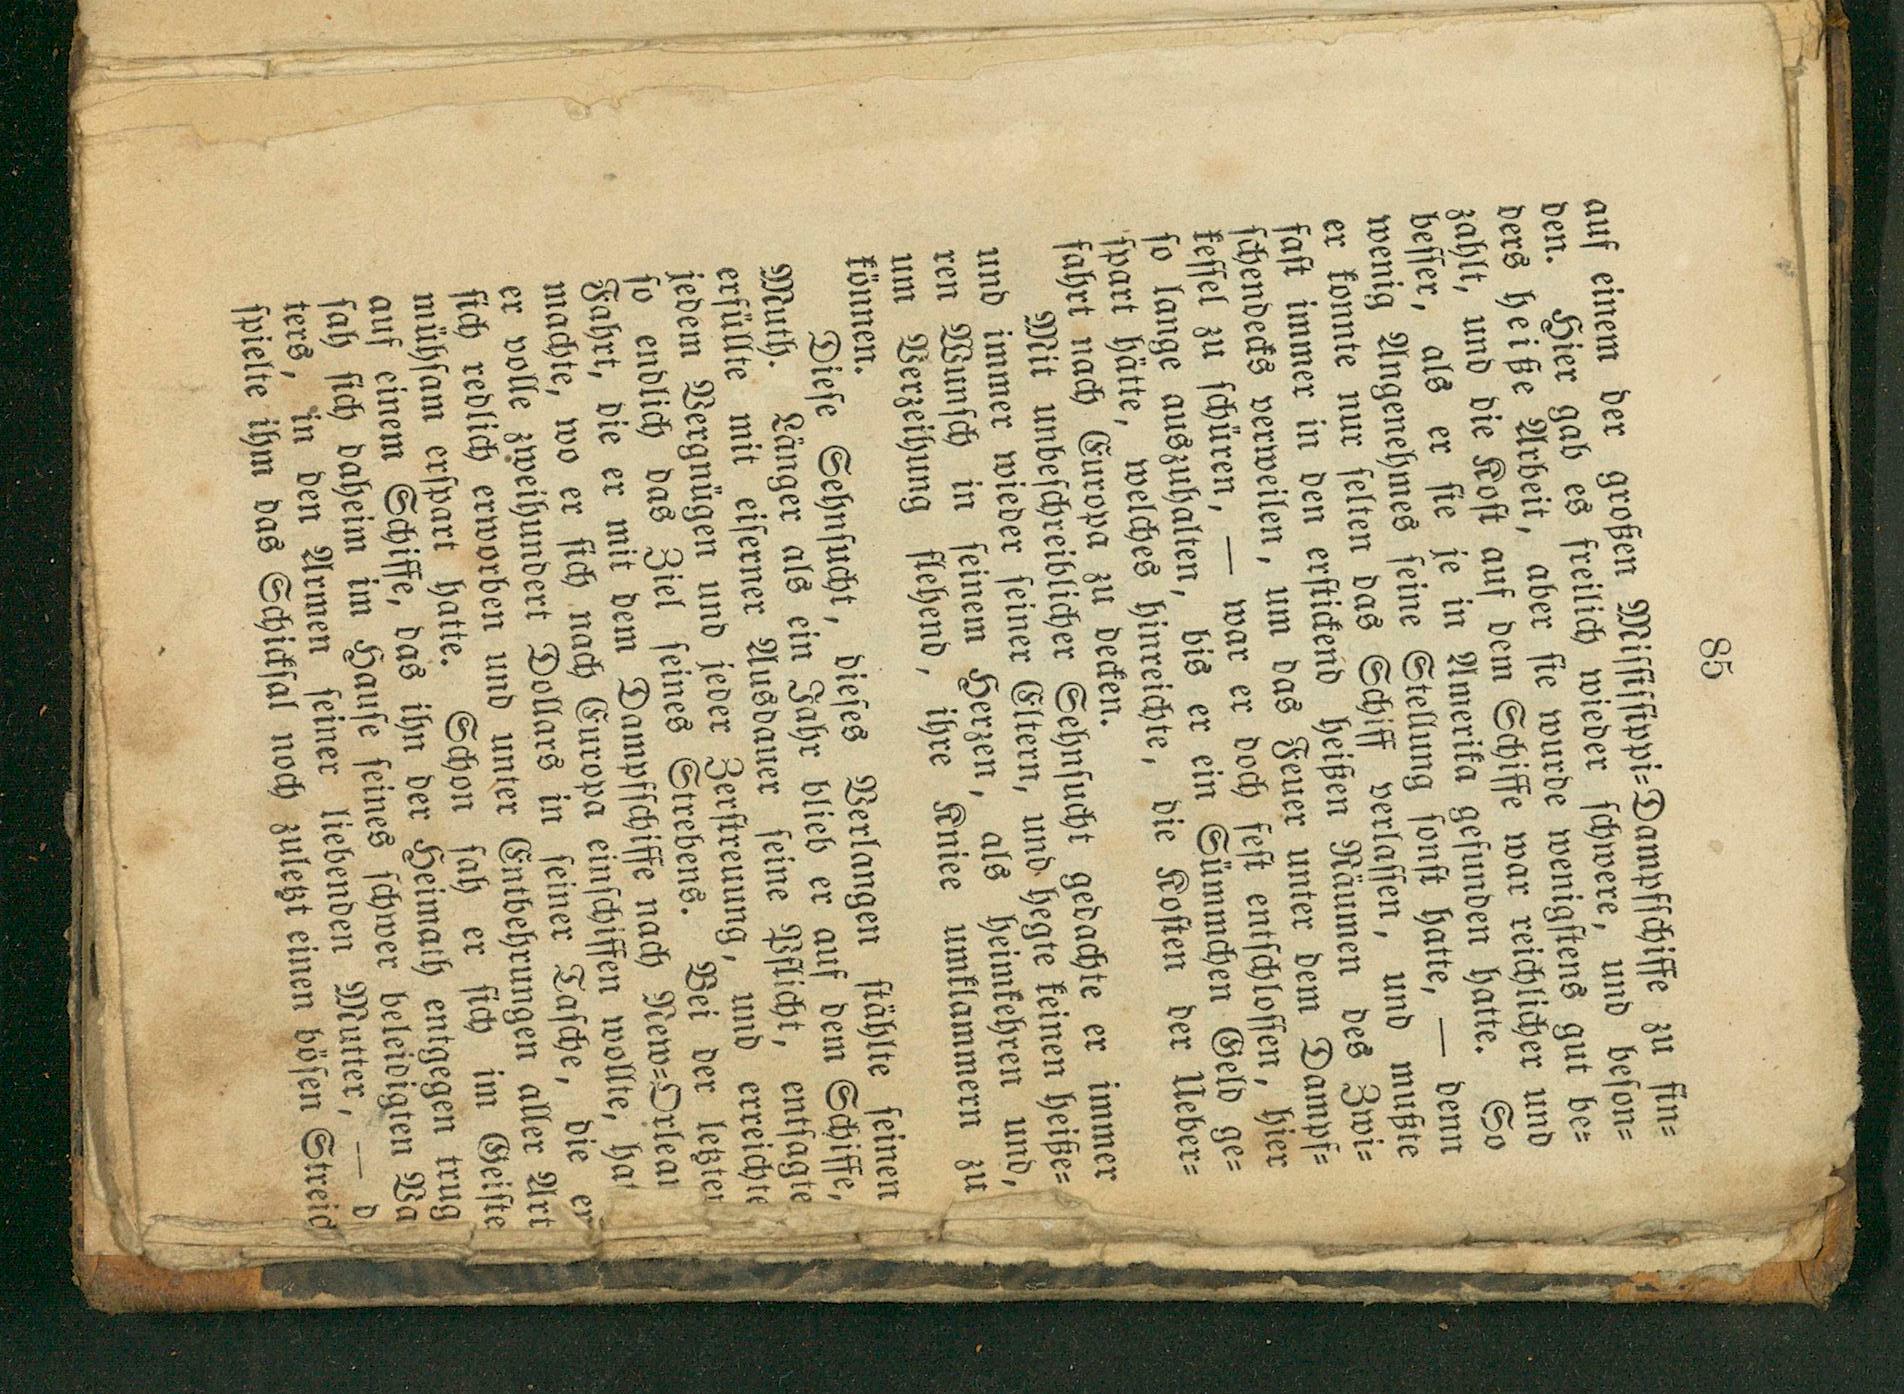 85
auf einem der großen Mississippi=Dampfschiffe zu fin=
den. Hier gab es freilich wieder schwere, und beson=
ders heiße Arbeit, aber sie wurde wenigstens gut be=
zahlt, und die Kost auf dem Schiffe war reichlicher und
besser, als er sie je in Amerika gefunden hatte. So
wenig Angenehmes seine Stellung sonst hatte, — denn
er konnte nur selten das Schiff verlassen, und mußte
fast immer in den erstickend heißen Räumen des Zwi=
schendecks verweilen, um das Feuer unter dem Dampf=
kessel zu schüren, — war er doch fest entschlossen, hier
so lange auszuhalten, bis er ein Sümmchen Geld ge=
spart hätte, welches hinreichte, die Kosten der Ueber=
fahrt nach Europa zu decken.
Mit unbeschreiblicher Sehnsucht gedachte er immer
und immer wieder seiner Eltern, und hegte keinen heiße=
ren Wunsch in seinem Herzen, als heimkehren und,
um Verzeihung flehend, ihre Kniee umklammern zu
können.
Diese Sehnsucht, dieses Verlangen stählte seinen
Muth. Länger als ein Jahr blieb er auf dem Schiffe,
erfüllte mit eiserner Ausdauer seine Pflicht, entsagte
jedem Vergnügen und jeder Zerstreuung, und erreichte
so endlich das Ziel seines Strebens. Bei der letzten
Fahrt, die er mit dem Dampfschiffe nach New=Orlean
machte, wo er sich nach Europa einschiffen wollte, hat
er volle zweihundert Dollars in seiner Tasche, die er
sich redlich erworben und unter Entbehrungen aller Art
mühsam erspart hatte. Schon sah er sich im Geiste
auf einem Schiffe, das ihn der Heimath entgegen trug
sah sich daheim im Hause seines schwer beleidigten Va
ters, in den Armen seiner liebenden Mutter, — d
spielte ihm das Schicksal noch zuletzt einen bösen Streich